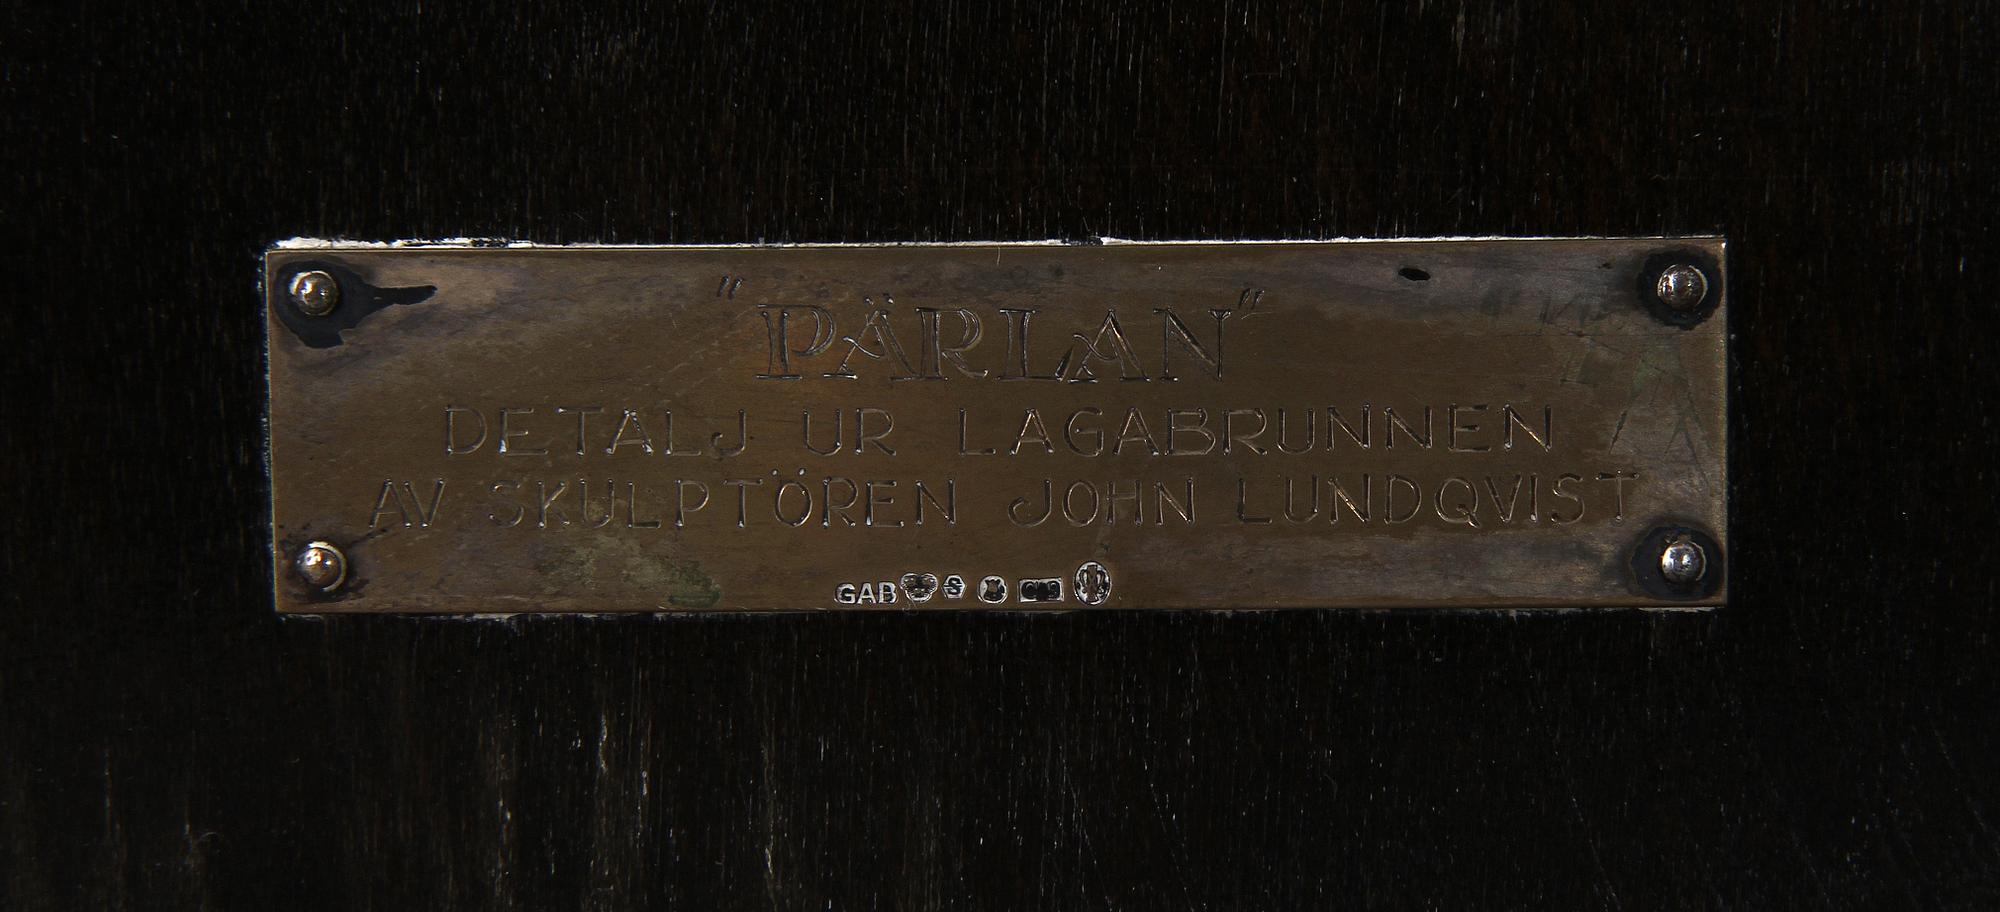 "PÄRLAN"
DETALJ UR LAGABRUNNEN
AV SKULPTÖREN JOHN LUNDQVIST
GAB S